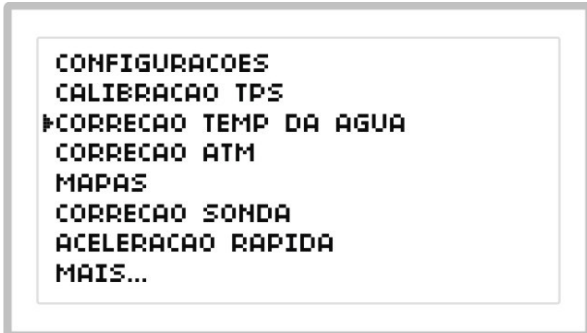 CONFIGURACOES
CALIBRACAO TPS
CORRECAO TEMP DA AGUA
CORRECAO ATM
MAPAS
CORRECAO SONDA
ACELERACAO RAPIDA
MAIS...